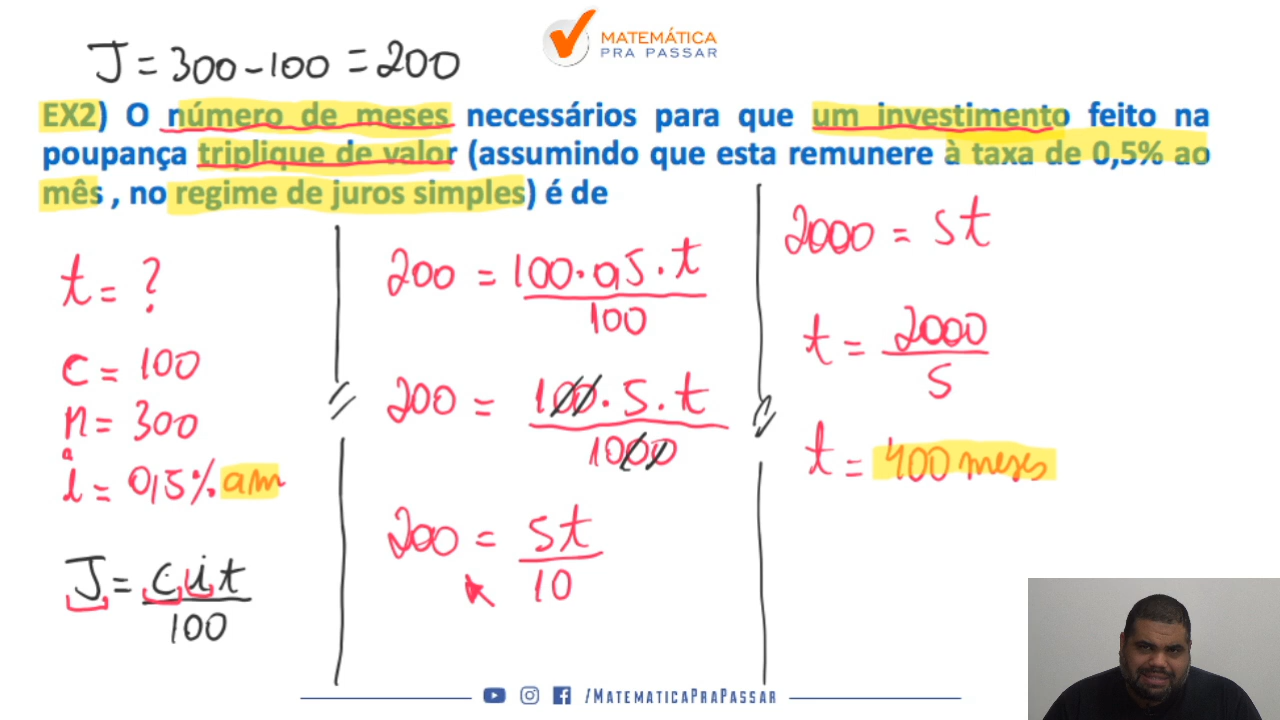 MATEMÁTICA
PRA PASSAR
J = 300 - 100 = 200
EX2) O número de meses necessários para que um investimento feito na
poupança triplique de valor (assumindo que esta remunere à taxa de 0,5% ao
mês , no regime de juros simples) é de
t = ?
C = 100
M = 300
i = 0,5% am
J = c i t
100
200 = 100 . 0,5 . t
100
200 = 100 . 5 . t
1000
200 = 5t
10
2000 = 5t
t = 2000
5
t = 400 meses
/MATEMATICAPRAPASSAR